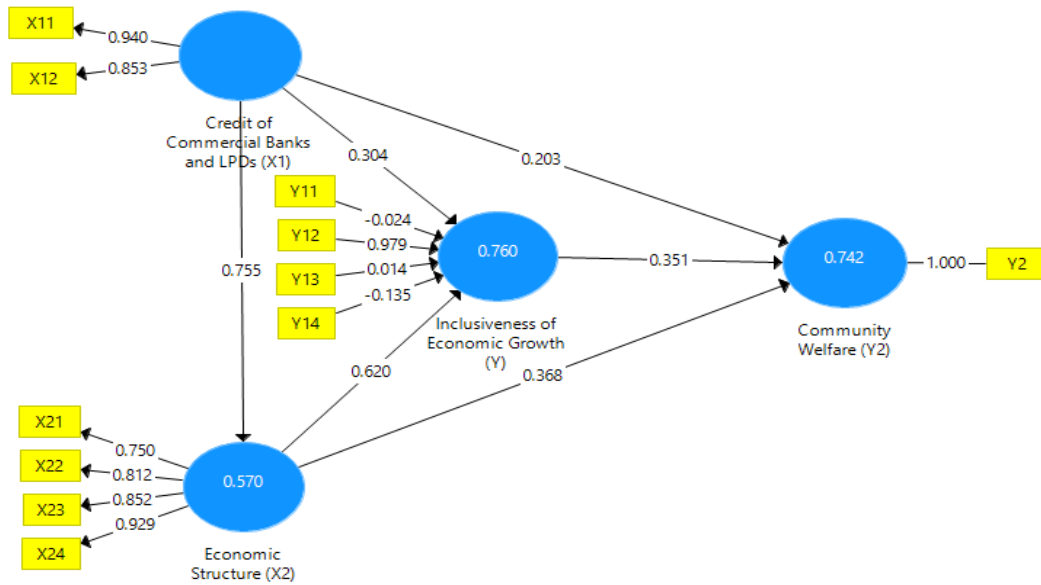 X11
0.940
X12
0.853
Credit of
Commercial Banks
and LPDs (X1)
0.304
0.203
Y11
-0.024
Y12
0.979
Y13
0.014
Y14
-0.135
0.760
0.755
0.351
0.742
1.000
Y2
Inclusiveness of
Economic Growth
(Y)
Community
Welfare (Y2)
0.620
0.368
X21
0.750
X22
0.812
X23
0.852
X24
0.929
0.570
Economic
Structure (X2)